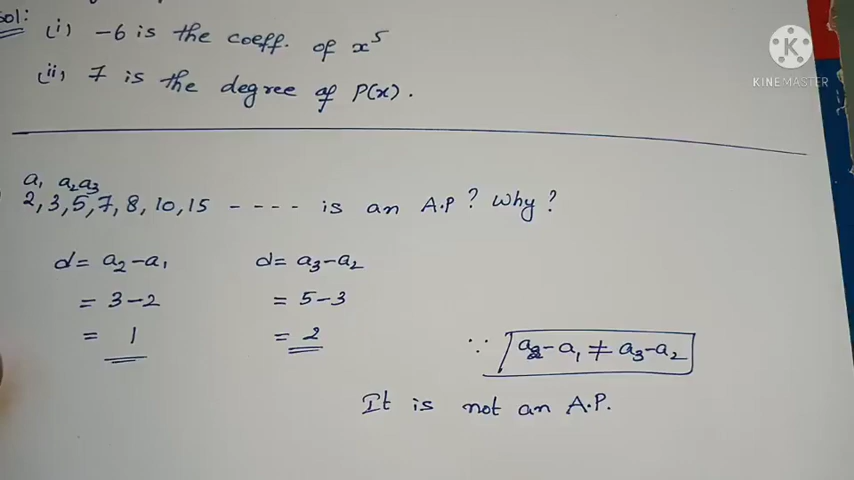 Sol: (i) -6 is the coeff. of x⁵
(ii) 7 is the degree of P(x).
K
KINEMASTER
a₁ a₂ a₃
2, 3, 5, 7, 8, 10, 15 ---- is an A.P? Why?
d = a₂-a₁ d = a₃-a₂
= 3-2 = 5-3
= 1 = 2
∵ a₂-a₁ ≠ a₃-a₂
It is not an A.P.